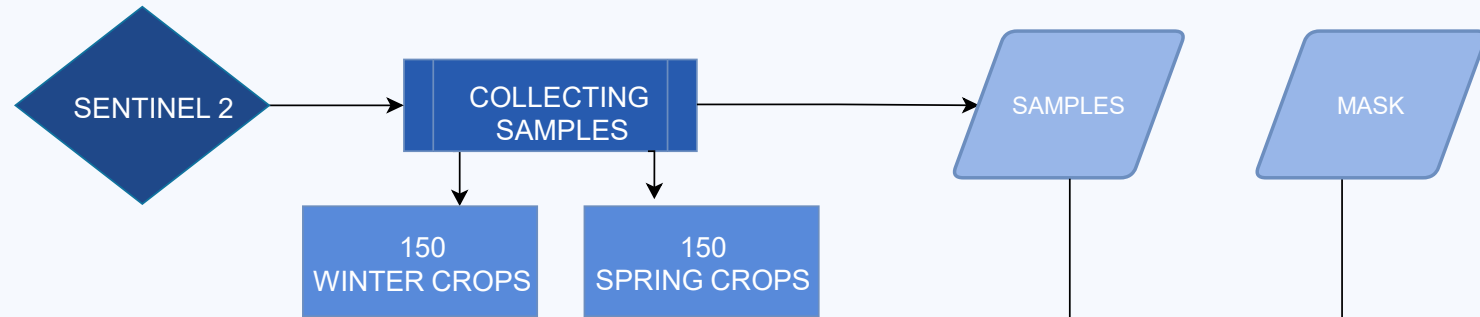 SENTINEL 2
COLLECTING
SAMPLES
SAMPLES
MASK
150
WINTER CROPS
150
SPRING CROPS